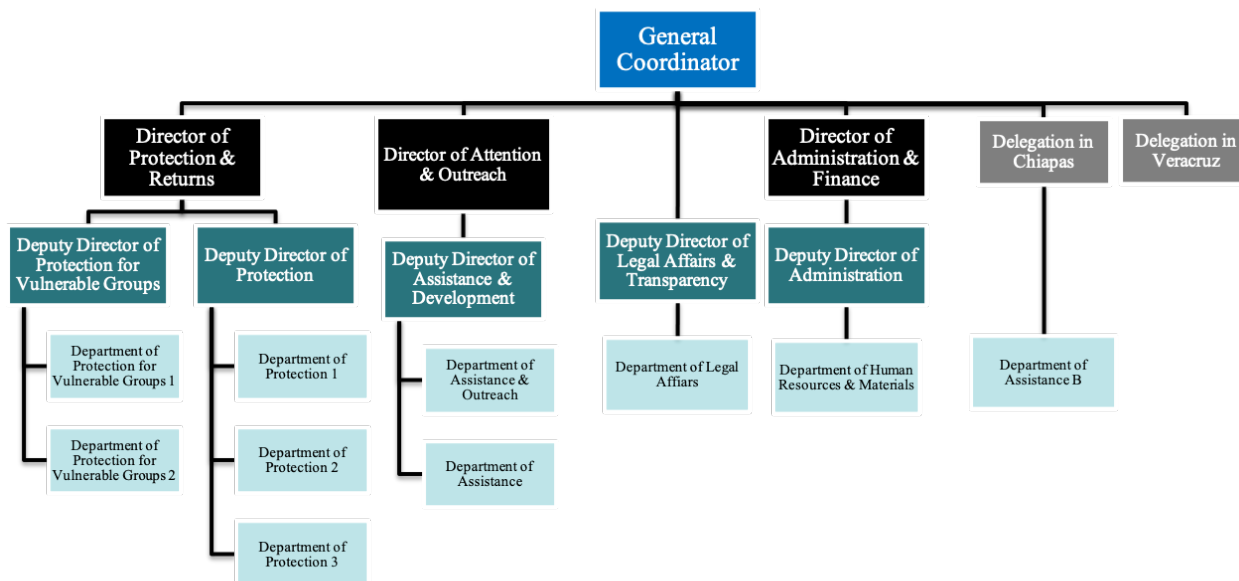 General
Coordinator
Director of
Protection &
Returns
Director of Attention
& Outreach
Director of
Administration &
Finance
Delegation in
Chiapas
Delegation in
Veracruz
Deputy Director of
Protection for
Vulnerable Groups
Deputy Director of
Protection
Deputy Director of
Assistance &
Development
Deputy Director of
Legal Affairs &
Transparency
Deputy Director of
Administration
Department of
Protection for
Vulnerable Groups 1
Department of
Protection 1
Department of
Assistance &
Outreach
Department of Legal
Affiars
Department of Human
Resources & Materials
Department of
Assistance B
Department of
Protection for
Vulnerable Groups 2
Department of
Protection 2
Department of
Assistance
Department of
Protection 3